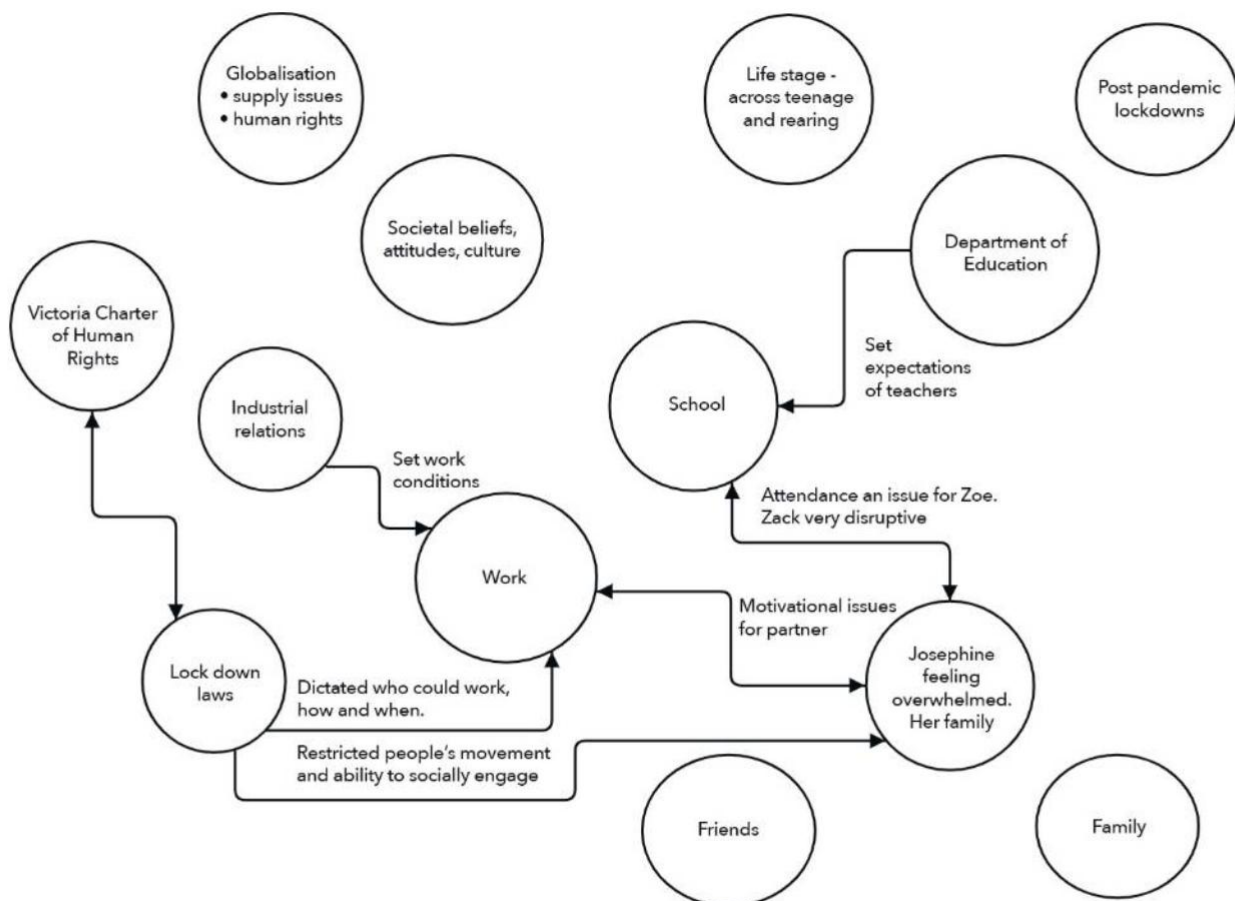 Globalisation
• supply issues
• human rights
Life stage -
across teenage
and rearing
Post pandemic
lockdowns
Societal beliefs,
attitudes, culture
Department of
Education
Victoria Charter
of Human
Rights
Set
expectations
of teachers
School
Industrial
relations
Set work
conditions
Attendance an issue for Zoe.
Zack very disruptive
Work
Motivational issues
for partner
Josephine
feeling
overwhelmed.
Her family
Lock down
laws
Dictated who could work,
how and when.
Restricted people's movement
and ability to socially engage
Friends
Family